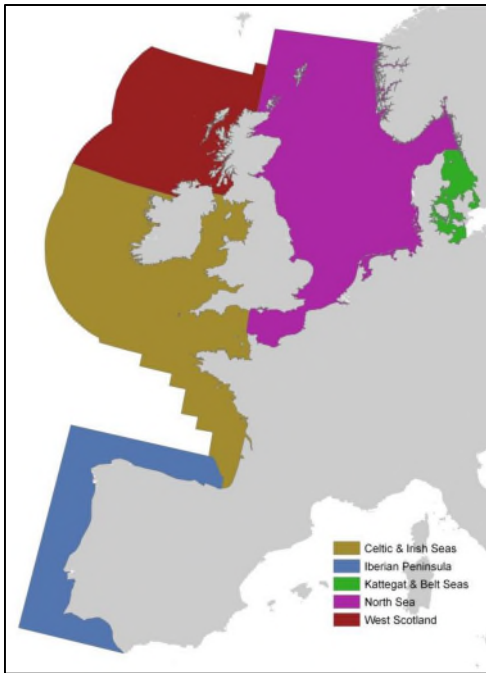 Celtic & Irish Seas
Iberian Peninsula
Kattegat & Belt Seas
North Sea
West Scotland